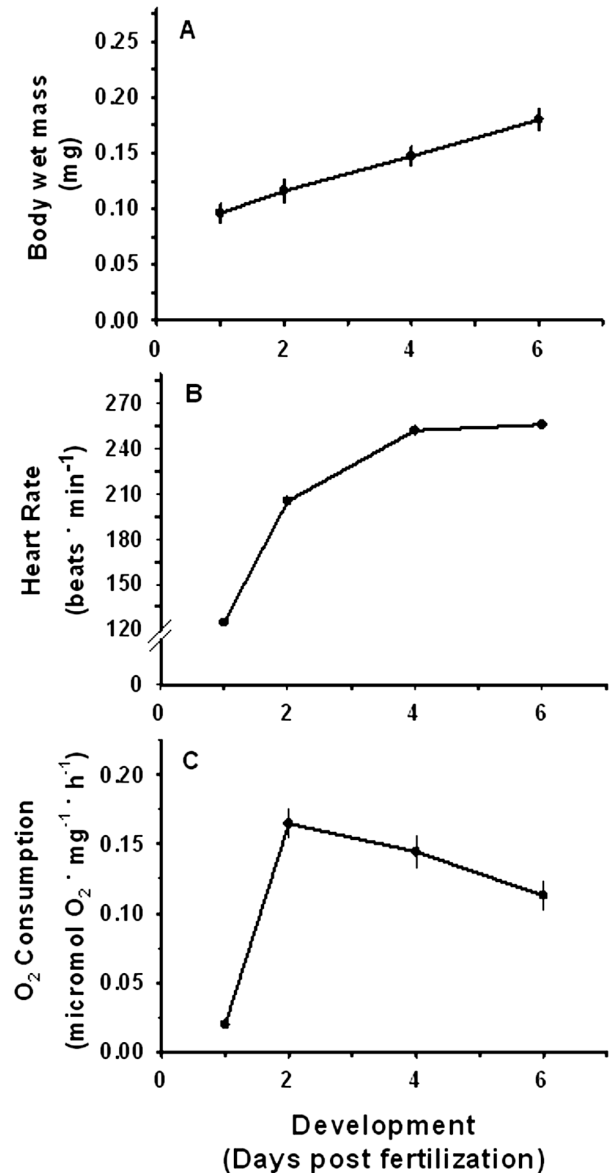 A
0.25
0.20
0.15
0.10
0.05
0.00
Body wet mass
(mg)
0 2 4 6
B
270
240
210
180
150
120
0
Heart Rate
(beats · min⁻¹)
0 2 4 6
C
0.20
0.15
0.10
0.05
0.00
O₂ Consumption
(micromol O₂ · mg⁻¹ · h⁻¹)
0 2 4 6
Development
(Days post fertilization)